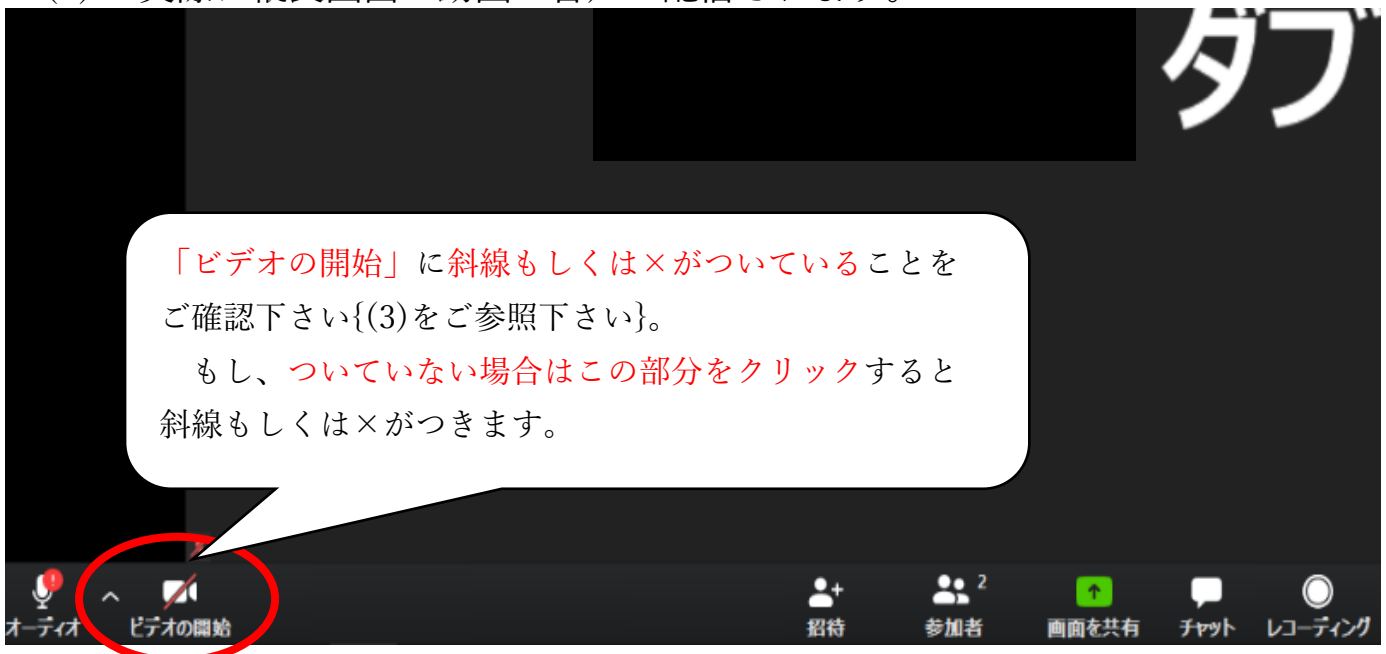 ダブ
「ビデオの開始」に斜線もしくは×がついていることを
ご確認下さい{(3)をご参照下さい}。
もし、ついていない場合はこの部分をクリックすると
斜線もしくは×がつきます。
オーディオ ビデオの開始 招待 参加者 2 画面を共有 チャット レコーディング